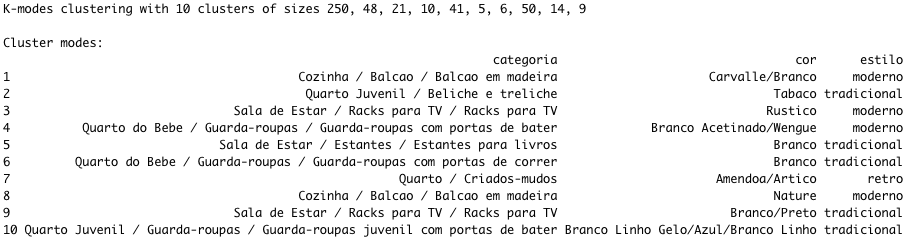 K-modes clustering with 10 clusters of sizes 250, 48, 21, 10, 41, 5, 6, 50, 14, 9
Cluster modes:
categoria cor estilo
1 Cozinha / Balcao / Balcao em madeira Carvalle/Branco moderno
2 Quarto Juvenil / Beliche e treliche Tabaco tradicional
3 Sala de Estar / Racks para TV / Racks para TV Rustico moderno
4 Quarto do Bebe / Guarda-roupas / Guarda-roupas com portas de bater Branco Acetinado/Wengue moderno
5 Sala de Estar / Estantes / Estantes para livros Branco tradicional
6 Quarto do Bebe / Guarda-roupas / Guarda-roupas com portas de correr Branco tradicional
7 Quarto / Criados-mudos Amendoa/Artico retro
8 Cozinha / Balcao / Balcao em madeira Nature moderno
9 Sala de Estar / Racks para TV / Racks para TV Branco/Preto tradicional
10 Quarto Juvenil / Guarda-roupas / Guarda-roupas juvenil com portas de bater Branco Linho Gelo/Azul/Branco Linho tradicional